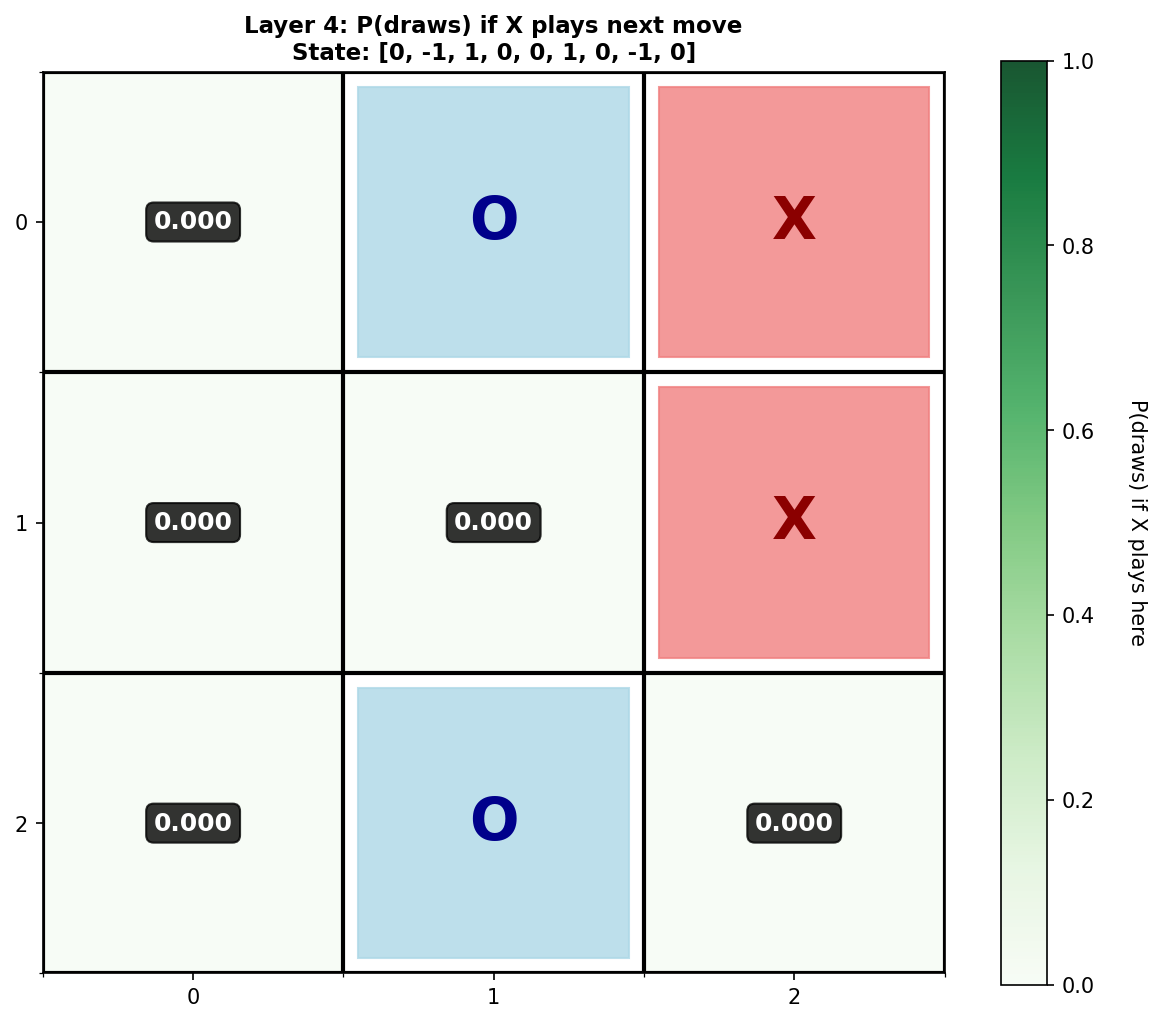 Layer 4: P(draws) if X plays next move
State: [0, -1, 1, 0, 0, 1, 0, -1, 0]
0
0.000
O
X
1
0.000
0.000
X
2
0.000
O
0.000
0
1
2
1.0
0.8
0.6
0.4
0.2
0.0
P(draws) if X plays here